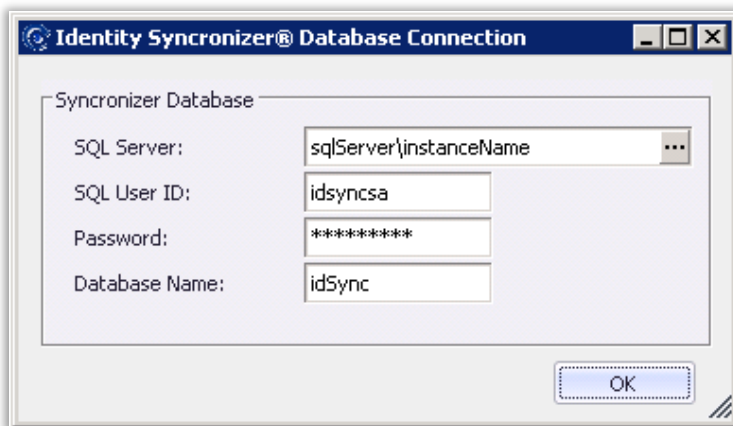 Identity Syncronizer® Database Connection
Syncronizer Database
SQL Server: sqlServer\instanceName ...
SQL User ID: idsyncsa
Password: *********
Database Name: idSync
OK